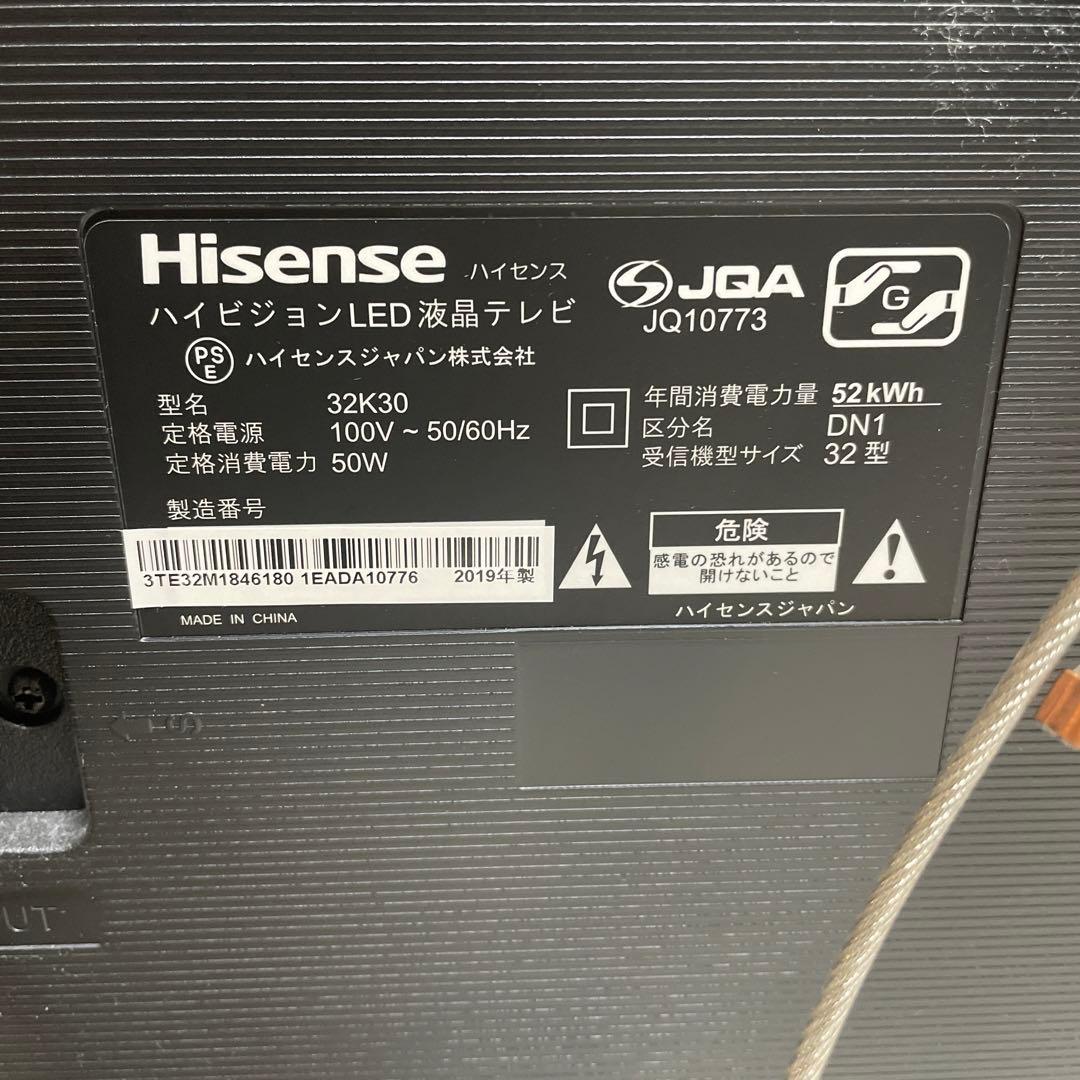 Hisense ハイセンス
ハイビジョンLED液晶テレビ
PSE ハイセンスジャパン株式会社
JQA
JQ10773
G
型名 32K30
定格電源 100V ~ 50/60Hz
定格消費電力 50W
年間消費電力量 52kWh
区分名 DN1
受信機型サイズ 32型
製造番号
3TE32M1846180 1EADA10776 2019年製
MADE IN CHINA
危険
感電の恐れがあるので
開けないこと
ハイセンスジャパン
UT